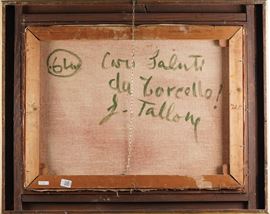 Cari Saluti
da Torcello!
G. Tallone